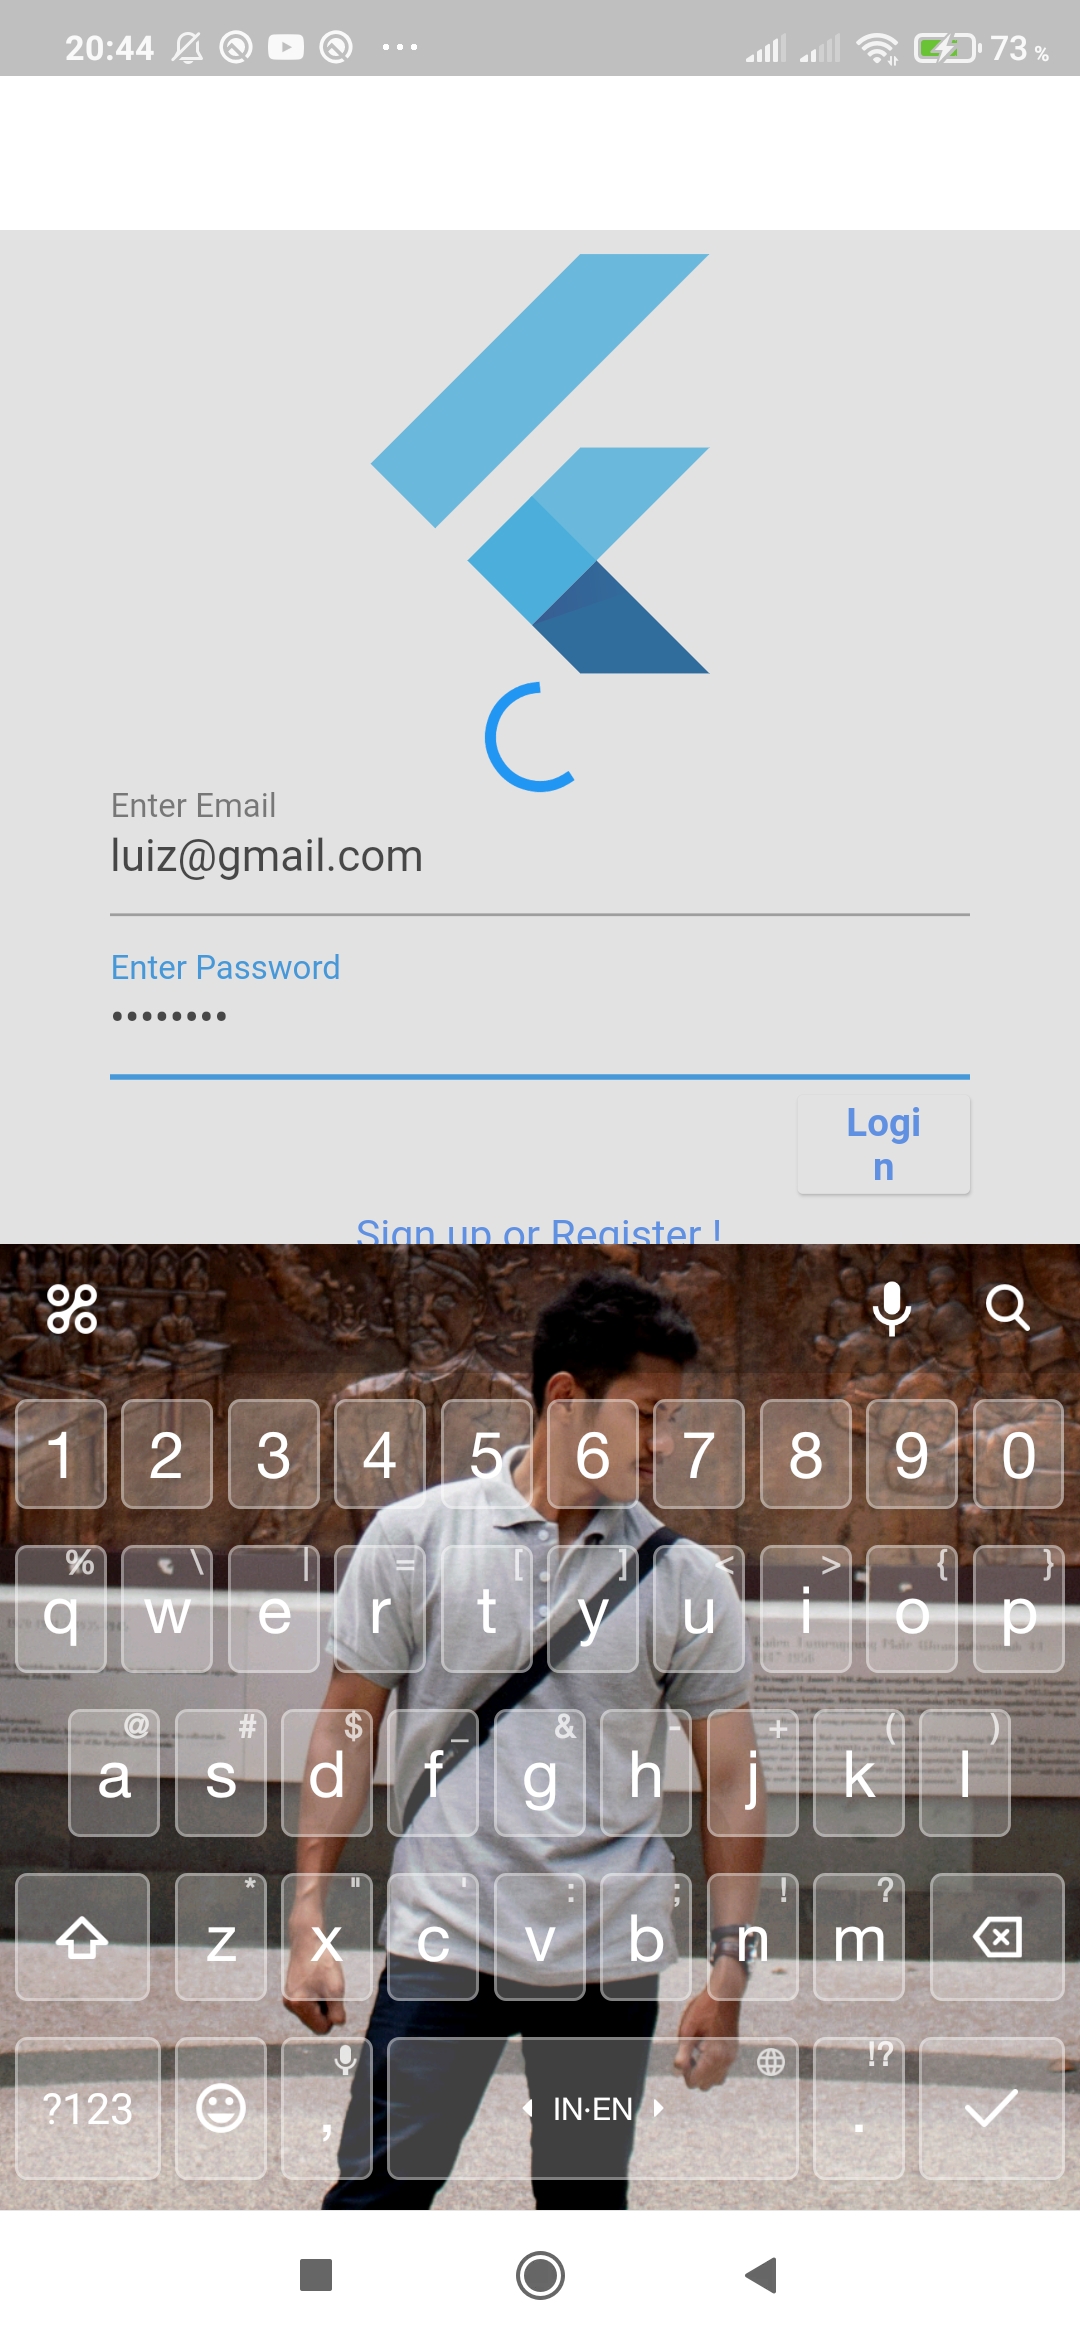 20:44 73 %
Enter Email
luiz@gmail.com
Enter Password
••••••••
Logi
n
Sign up or Register !
1 2 3 4 5 6 7 8 9 0
% \ | = [ ] < > { }
q w e r t y u i o p
@ # $ _ & - + ( )
a s d f g h j k l
* " ' : ; ! ?
z x c v b n m
!?
?123 , IN·EN .